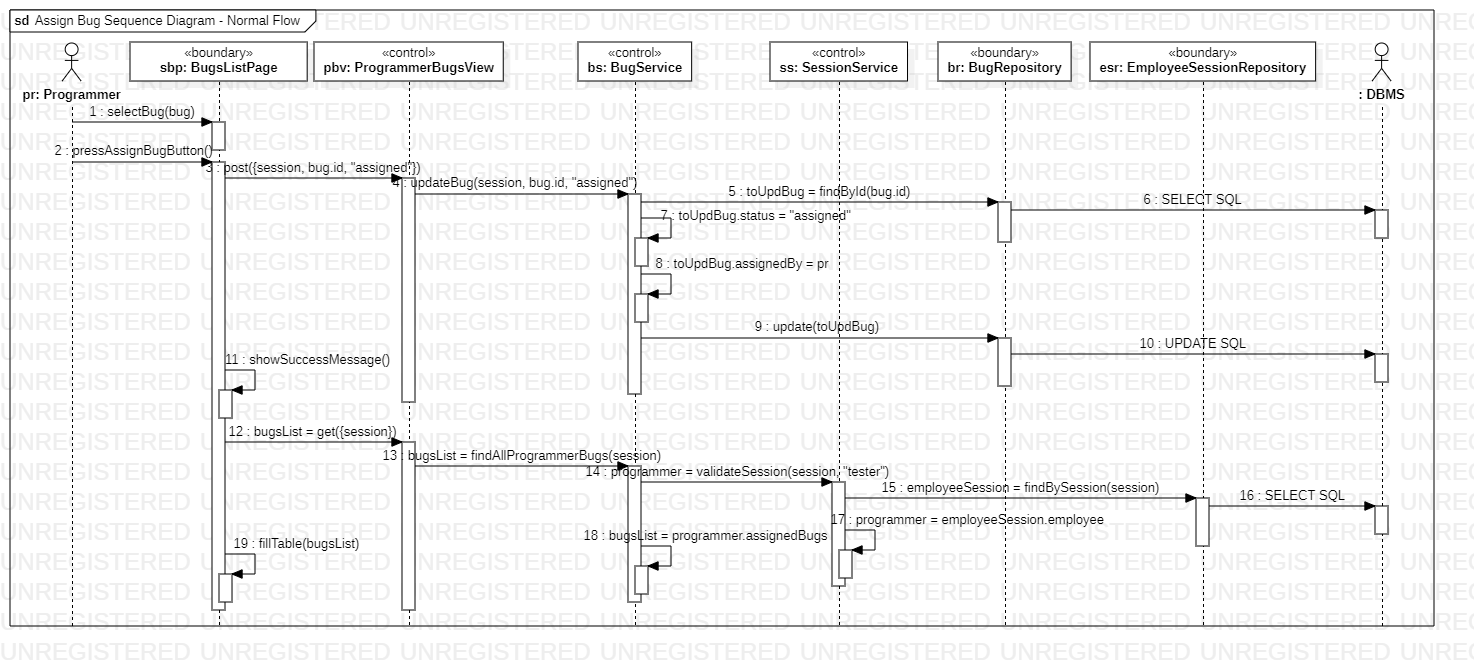 sd Assign Bug Sequence Diagram - Normal Flow
«boundary»
sbp: BugsListPage
«control»
pbv: ProgrammerBugsView
«control»
bs: BugService
«control»
ss: SessionService
«boundary»
br: BugRepository
«boundary»
esr: EmployeeSessionRepository
pr: Programmer
: DBMS
1 : selectBug(bug)
2 : pressAssignBugButton()
3 : post({session, bug.id, "assigned"})
4 : updateBug(session, bug.id, "assigned")
5 : toUpdBug = findById(bug.id)
6 : SELECT SQL
7 : toUpdBug.status = "assigned"
8 : toUpdBug.assignedBy = pr
9 : update(toUpdBug)
10 : UPDATE SQL
11 : showSuccessMessage()
12 : bugsList = get({session})
13 : bugsList = findAllProgrammerBugs(session)
14 : programmer = validateSession(session, "tester")
15 : employeeSession = findBySession(session)
16 : SELECT SQL
17 : programmer = employeeSession.employee
18 : bugsList = programmer.assignedBugs
19 : fillTable(bugsList)
UNREGISTERED